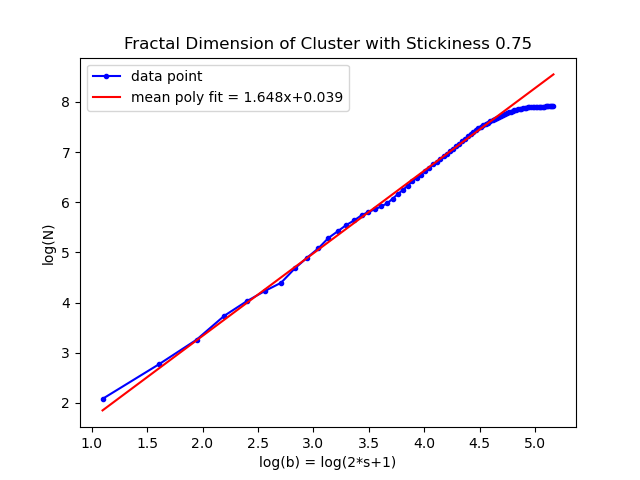 Fractal Dimension of Cluster with Stickiness 0.75
data point
mean poly fit = 1.648x+0.039
log(N)
8
7
6
5
4
3
2
1.0 1.5 2.0 2.5 3.0 3.5 4.0 4.5 5.0
log(b) = log(2*s+1)